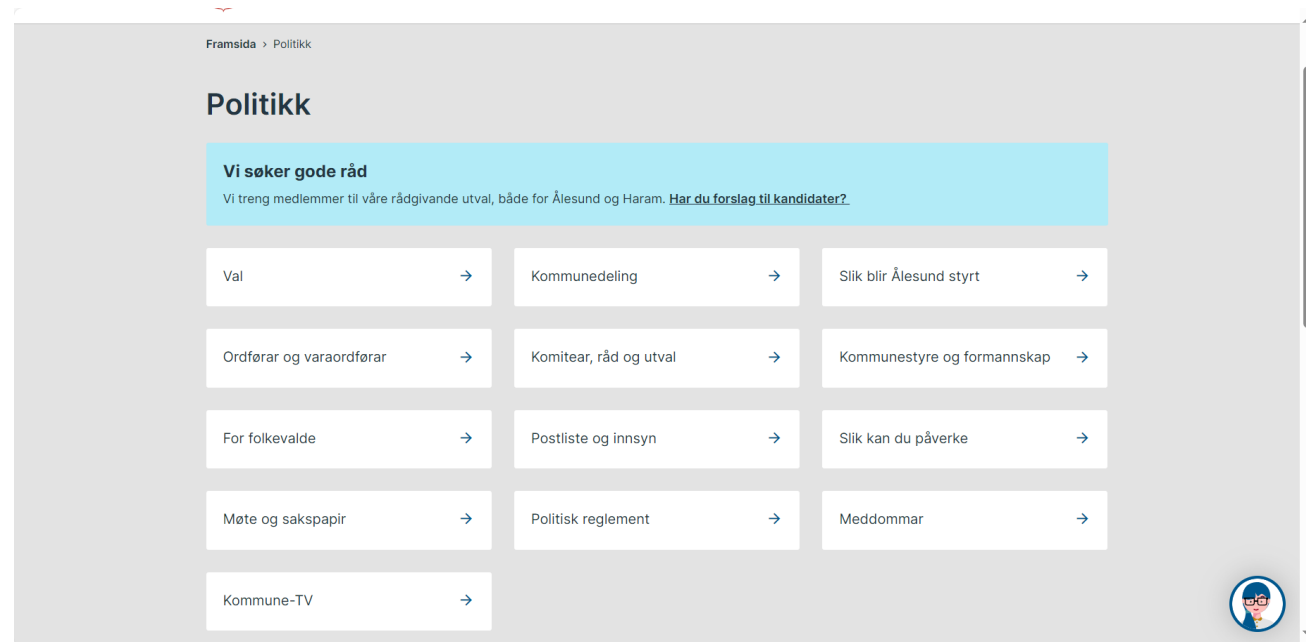 Framsida › Politikk
Politikk
Vi søker gode råd
Vi treng medlemmer til våre rådgivande utval, både for Ålesund og Haram. Har du forslag til kandidater?
Val
Kommunedeling
Slik blir Ålesund styrt
Ordførar og varaordførar
Komitear, råd og utval
Kommunestyre og formannskap
For folkevalde
Postliste og innsyn
Slik kan du påverke
Møte og sakspapir
Politisk reglement
Meddommar
Kommune-TV